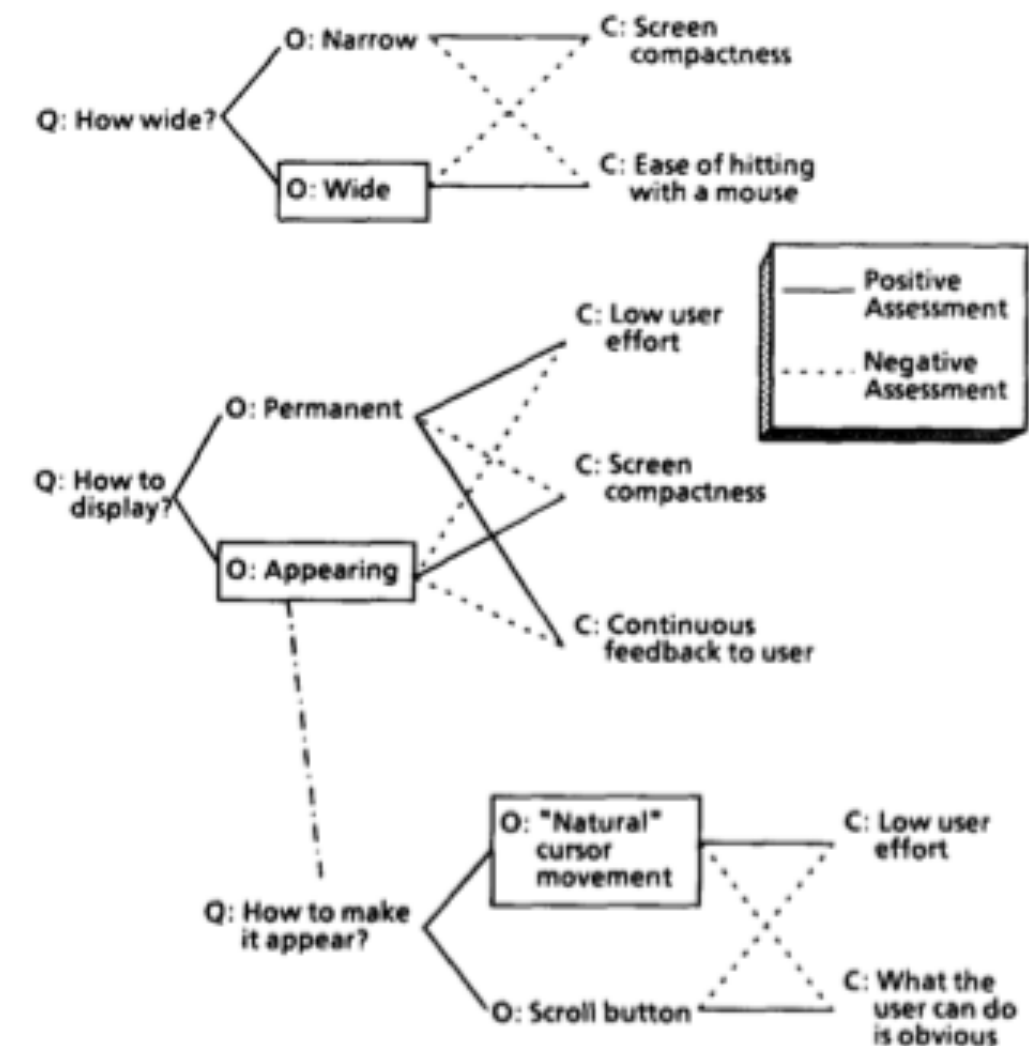 O: Narrow
C: Screen
compactness
Q: How wide?
O: Wide
C: Ease of hitting
with a mouse
Positive
Assessment
Negative
Assessment
C: Low user
effort
O: Permanent
C: Screen
compactness
Q: How to
display?
O: Appearing
C: Continuous
feedback to user
O: "Natural"
cursor
movement
C: Low user
effort
Q: How to make
it appear?
O: Scroll button
C: What the
user can do
is obvious